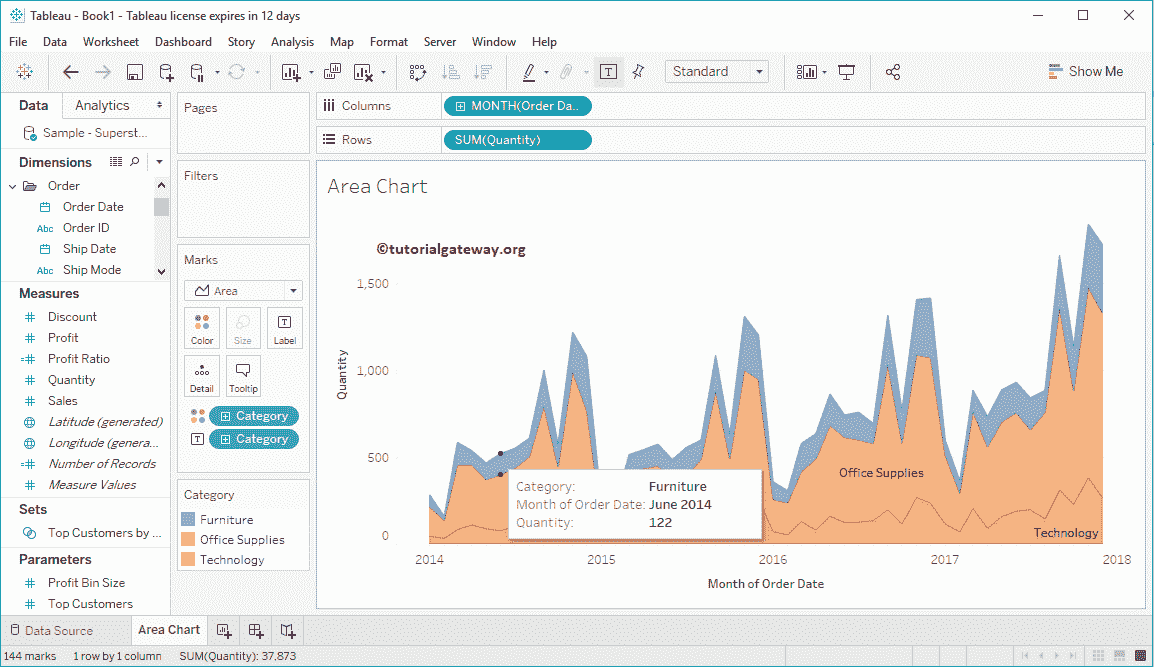 Tableau - Book1 - Tableau license expires in 12 days
File Data Worksheet Dashboard Story Analysis Map Format Server Window Help
Standard
Show Me
Data Analytics
Sample - Superst...
Dimensions
Order
Order Date
Abc Order ID
Ship Date
Abc Ship Mode
Measures
Discount
Profit
Profit Ratio
Quantity
Sales
Latitude (generated)
Longitude (genera...
Number of Records
Measure Values
Sets
Top Customers by ...
Parameters
Profit Bin Size
Top Customers
Pages
Filters
Marks
Area
Color Size Label
Detail Tooltip
Category
Category
Category
Furniture
Office Supplies
Technology
Columns MONTH(Order Da..
Rows SUM(Quantity)
Area Chart
©tutorialgateway.org
1,500
1,000
500
0
Quantity
Office Supplies
Technology
Category: Furniture
Month of Order Date: June 2014
Quantity: 122
2014 2015 2016 2017 2018
Month of Order Date
Data Source Area Chart
144 marks 1 row by 1 column SUM(Quantity): 37,873